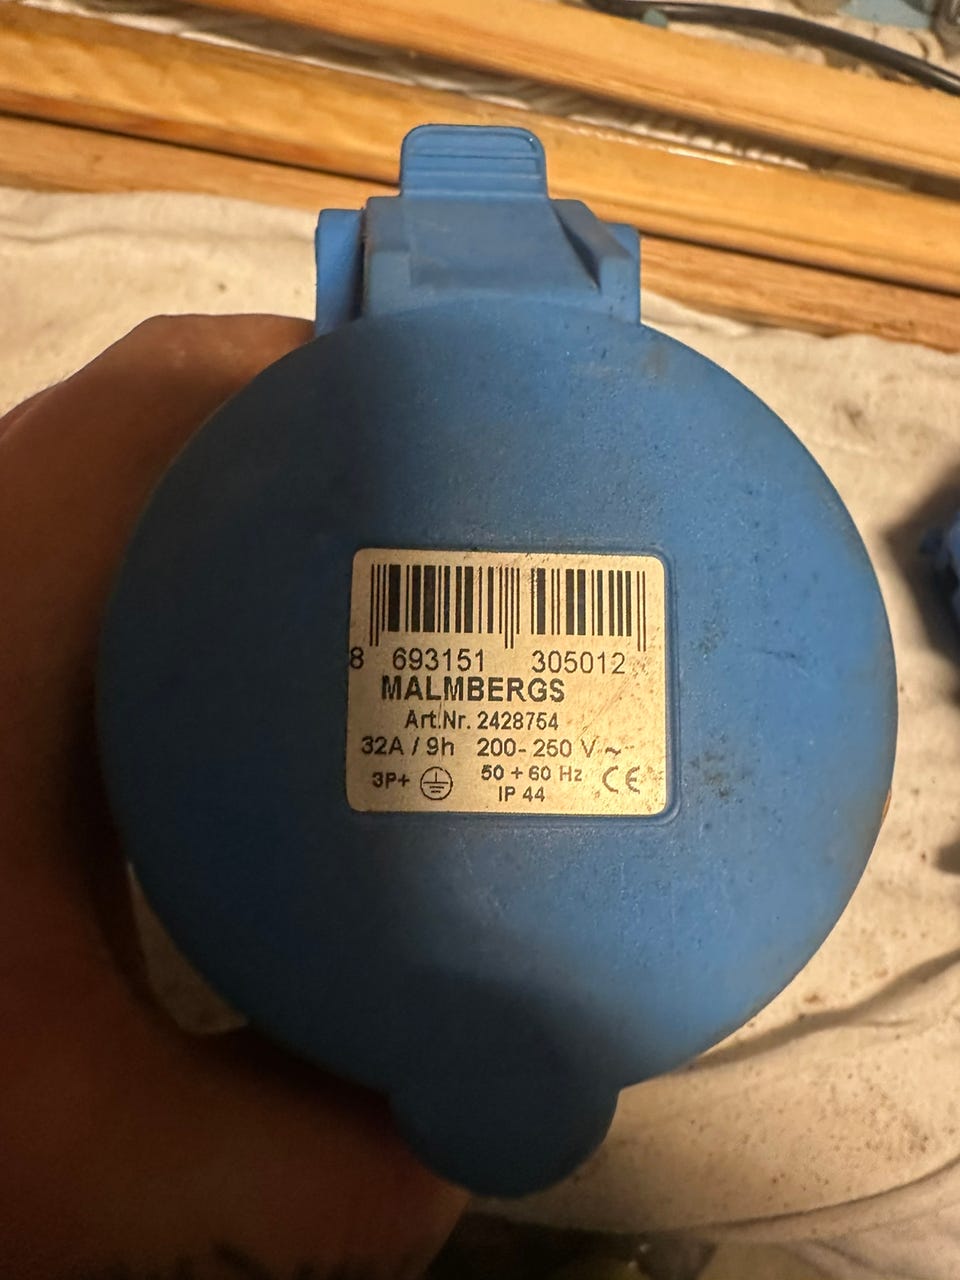 8 693151 305012
MALMBERGS
Art.Nr. 2428754
32A / 9h 200-250 V ~
3P+ 50 + 60 Hz CE
IP 44